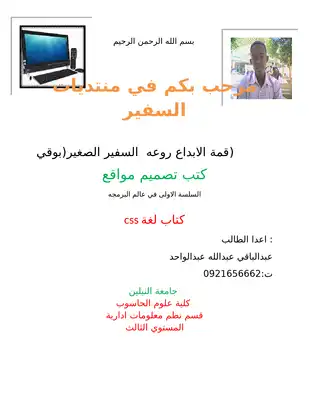 بسم الله الرحمن الرحيم
مرحب بكم في منتديات
السفير
قمة الابداع روعه السفير الصغير(بوقي)
كتب تصميم مواقع
السلسة الاولى في عالم البرمجه
كتاب لغة css
اعدا الطالب :
عبدالباقي عبدالله عبدالواحد
ت:0921656662
جامعة النيلين
كلية علوم الحاسوب
قسم نظم معلومات ادارية
المستوي الثالث